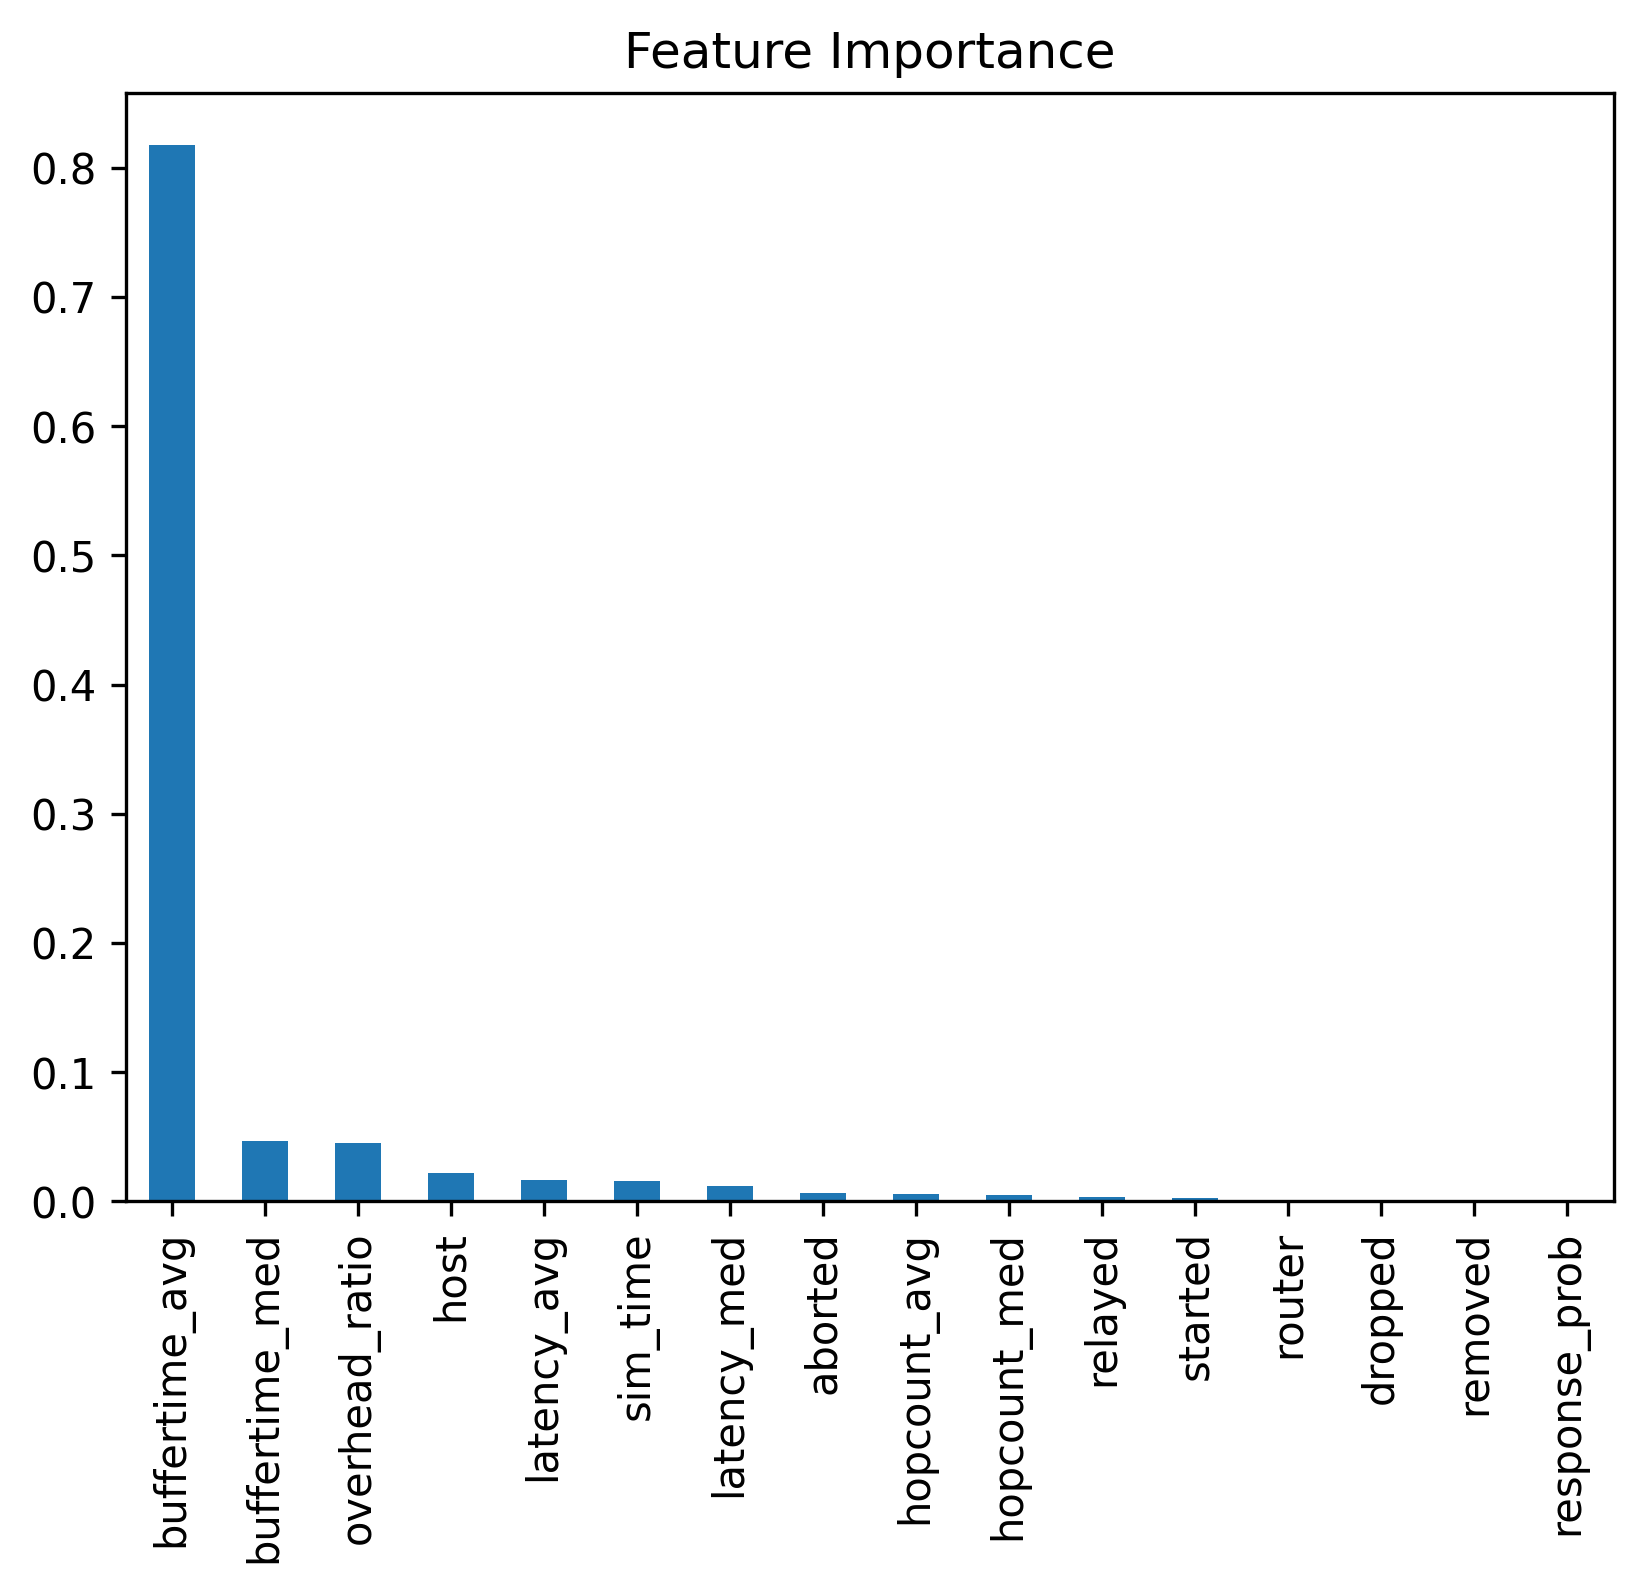 Feature Importance
0.8
0.7
0.6
0.5
0.4
0.3
0.2
0.1
0.0
buffertime_avg
buffertime_med
overhead_ratio
host
latency_avg
sim_time
latency_med
aborted
hopcount_avg
hopcount_med
relayed
started
router
dropped
removed
response_prob